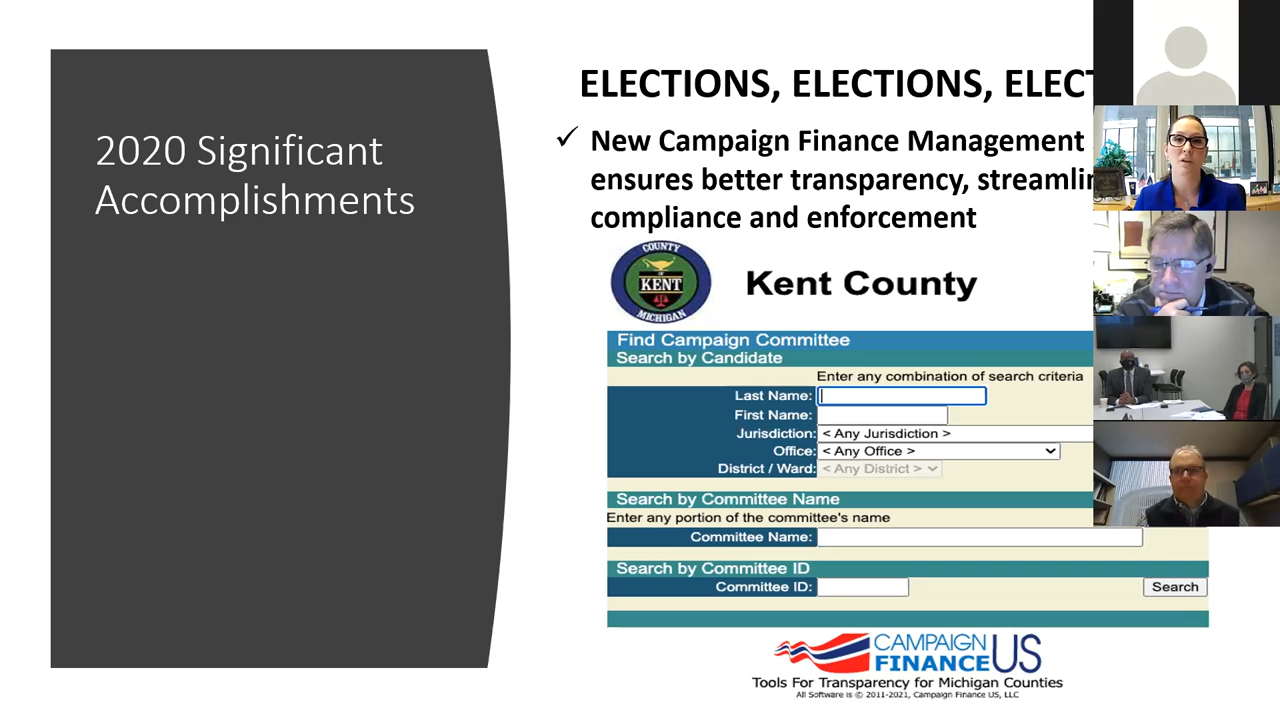 2020 Significant
Accomplishments
ELECTIONS, ELECTIONS,
New Campaign Finance Management
ensures better transparency,
compliance and enforcement
COUNTY
OF
KENT
MICHIGAN
Kent County
Find Campaign Committee
Search by Candidate
Enter any combination of search criteria
Last Name:
First Name:
Jurisdiction: < Any Jurisdiction >
Office: < Any Office >
District / Ward: < Any District >
Search by Committee Name
Enter any portion of the committee's name
Committee Name:
Search by Committee ID
Committee ID: Search
CAMPAIGN
FINANCE US
Tools For Transparency for Michigan Counties
All Software is © 2011-2021, Campaign Finance US, LLC